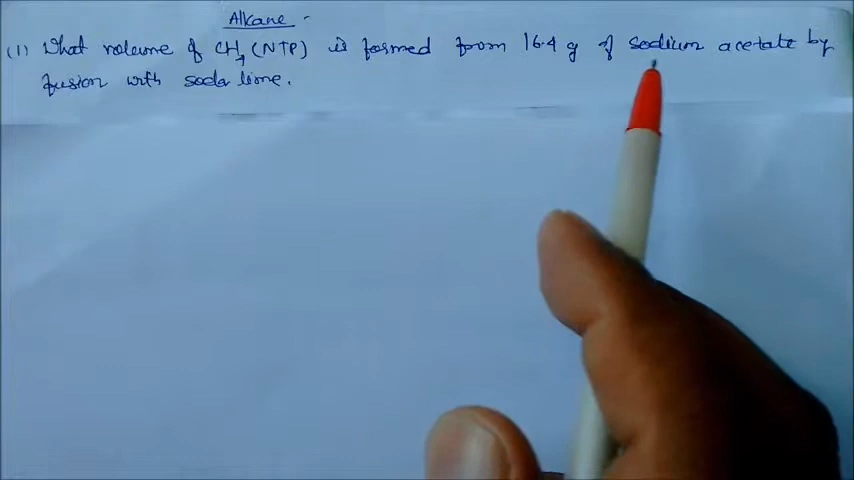 Alkane -
(1) What volume of CH4 (NTP) is formed from 16.4 g of sodium acetate by
fusion with soda lime.